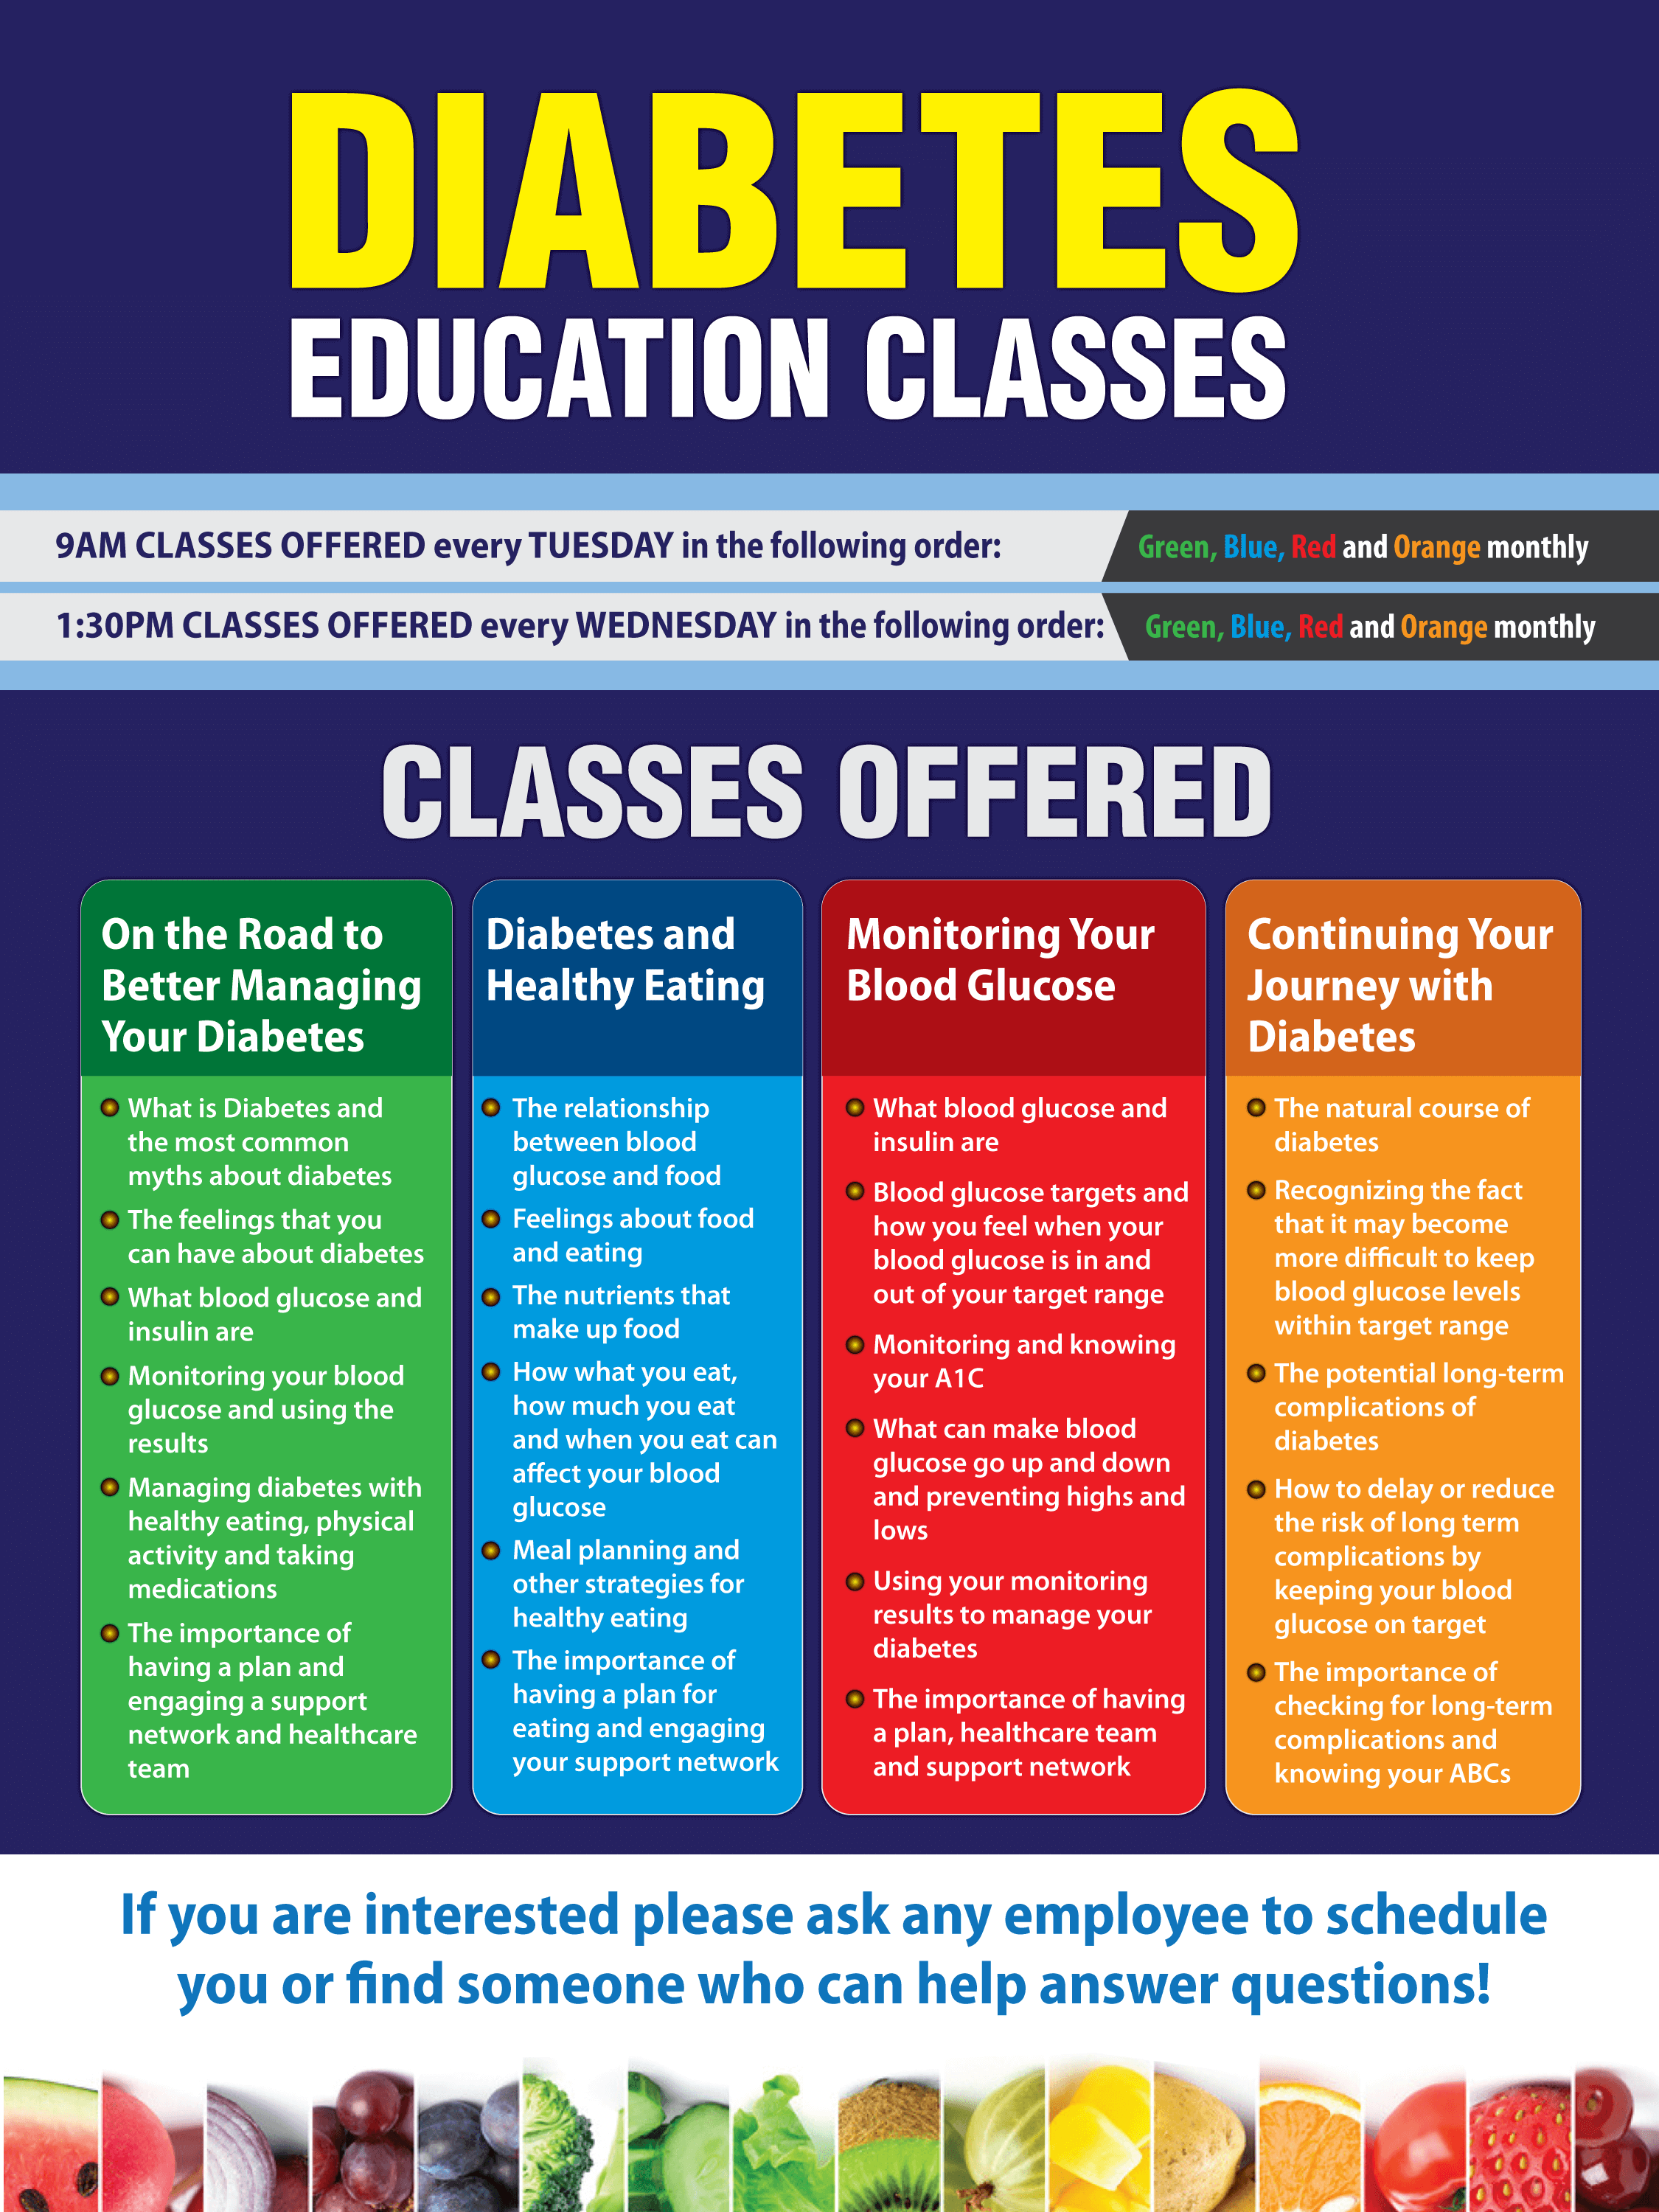 DIABETES
EDUCATION CLASSES
9AM CLASSES OFFERED every TUESDAY in the following order:
Green, Blue, Red and Orange monthly
1:30PM CLASSES OFFERED every WEDNESDAY in the following order:
Green, Blue, Red and Orange monthly
CLASSES OFFERED
On the Road to
Better Managing
Your Diabetes
What is Diabetes and
the most common
myths about diabetes
The feelings that you
can have about diabetes
What blood glucose and
insulin are
Monitoring your blood
glucose and using the
results
Managing diabetes with
healthy eating, physical
activity and taking
medications
The importance of
having a plan and
engaging a support
network and healthcare
team
Diabetes and
Healthy Eating
The relationship
between blood
glucose and food
Feelings about food
and eating
The nutrients that
make up food
How what you eat,
how much you eat
and when you eat can
affect your blood
glucose
Meal planning and
other strategies for
healthy eating
The importance of
having a plan for
eating and engaging
your support network
Monitoring Your
Blood Glucose
What blood glucose and
insulin are
Blood glucose targets and
how you feel when your
blood glucose is in and
out of your target range
Monitoring and knowing
your A1C
What can make blood
glucose go up and down
and preventing highs and
lows
Using your monitoring
results to manage your
diabetes
The importance of having
a plan, healthcare team
and support network
Continuing Your
Journey with
Diabetes
The natural course of
diabetes
Recognizing the fact
that it may become
more difficult to keep
blood glucose levels
within target range
The potential long-term
complications of
diabetes
How to delay or reduce
the risk of long term
complications by
keeping your blood
glucose on target
The importance of
checking for long-term
complications and
knowing your ABCs
If you are interested please ask any employee to schedule
you or find someone who can help answer questions!